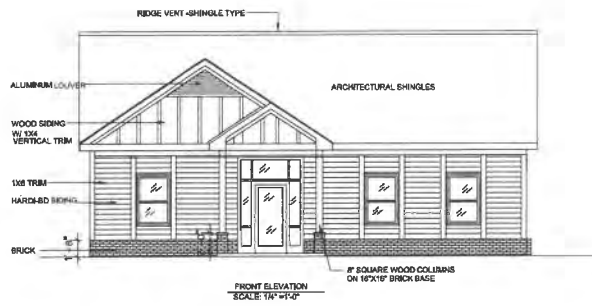 RIDGE VENT -SHINGLE TYPE
ALUMINUM LOUVER
ARCHITECTURAL SHINGLES
WOOD SIDING
W/ 1X4
VERTICAL TRIM
1X6 TRIM
HARDI-BD SIDING
BRICK
8" SQUARE WOOD COLUMNS
ON 16"X16" BRICK BASE
FRONT ELEVATION
SCALE: 1/4" =1'-0"